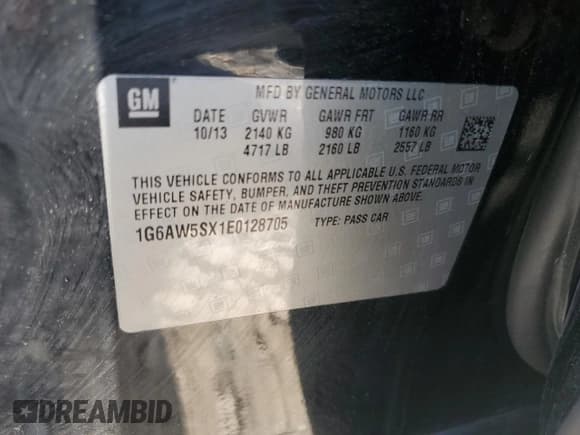 GM
MFD BY GENERAL MOTORS LLC
DATE GVWR GAWR FRT GAWR RR
10/13 2140 KG 980 KG 1160 KG
4717 LB 2160 LB 2557 LB
THIS VEHICLE CONFORMS TO ALL APPLICABLE U.S. FEDERAL MOTOR
VEHICLE SAFETY, BUMPER, AND THEFT PREVENTION STANDARDS IN
EFFECT ON THE DATE OF MANUFACTURE SHOWN ABOVE.
1G6AW5SX1E0128705 TYPE: PASS CAR
DREAMBID